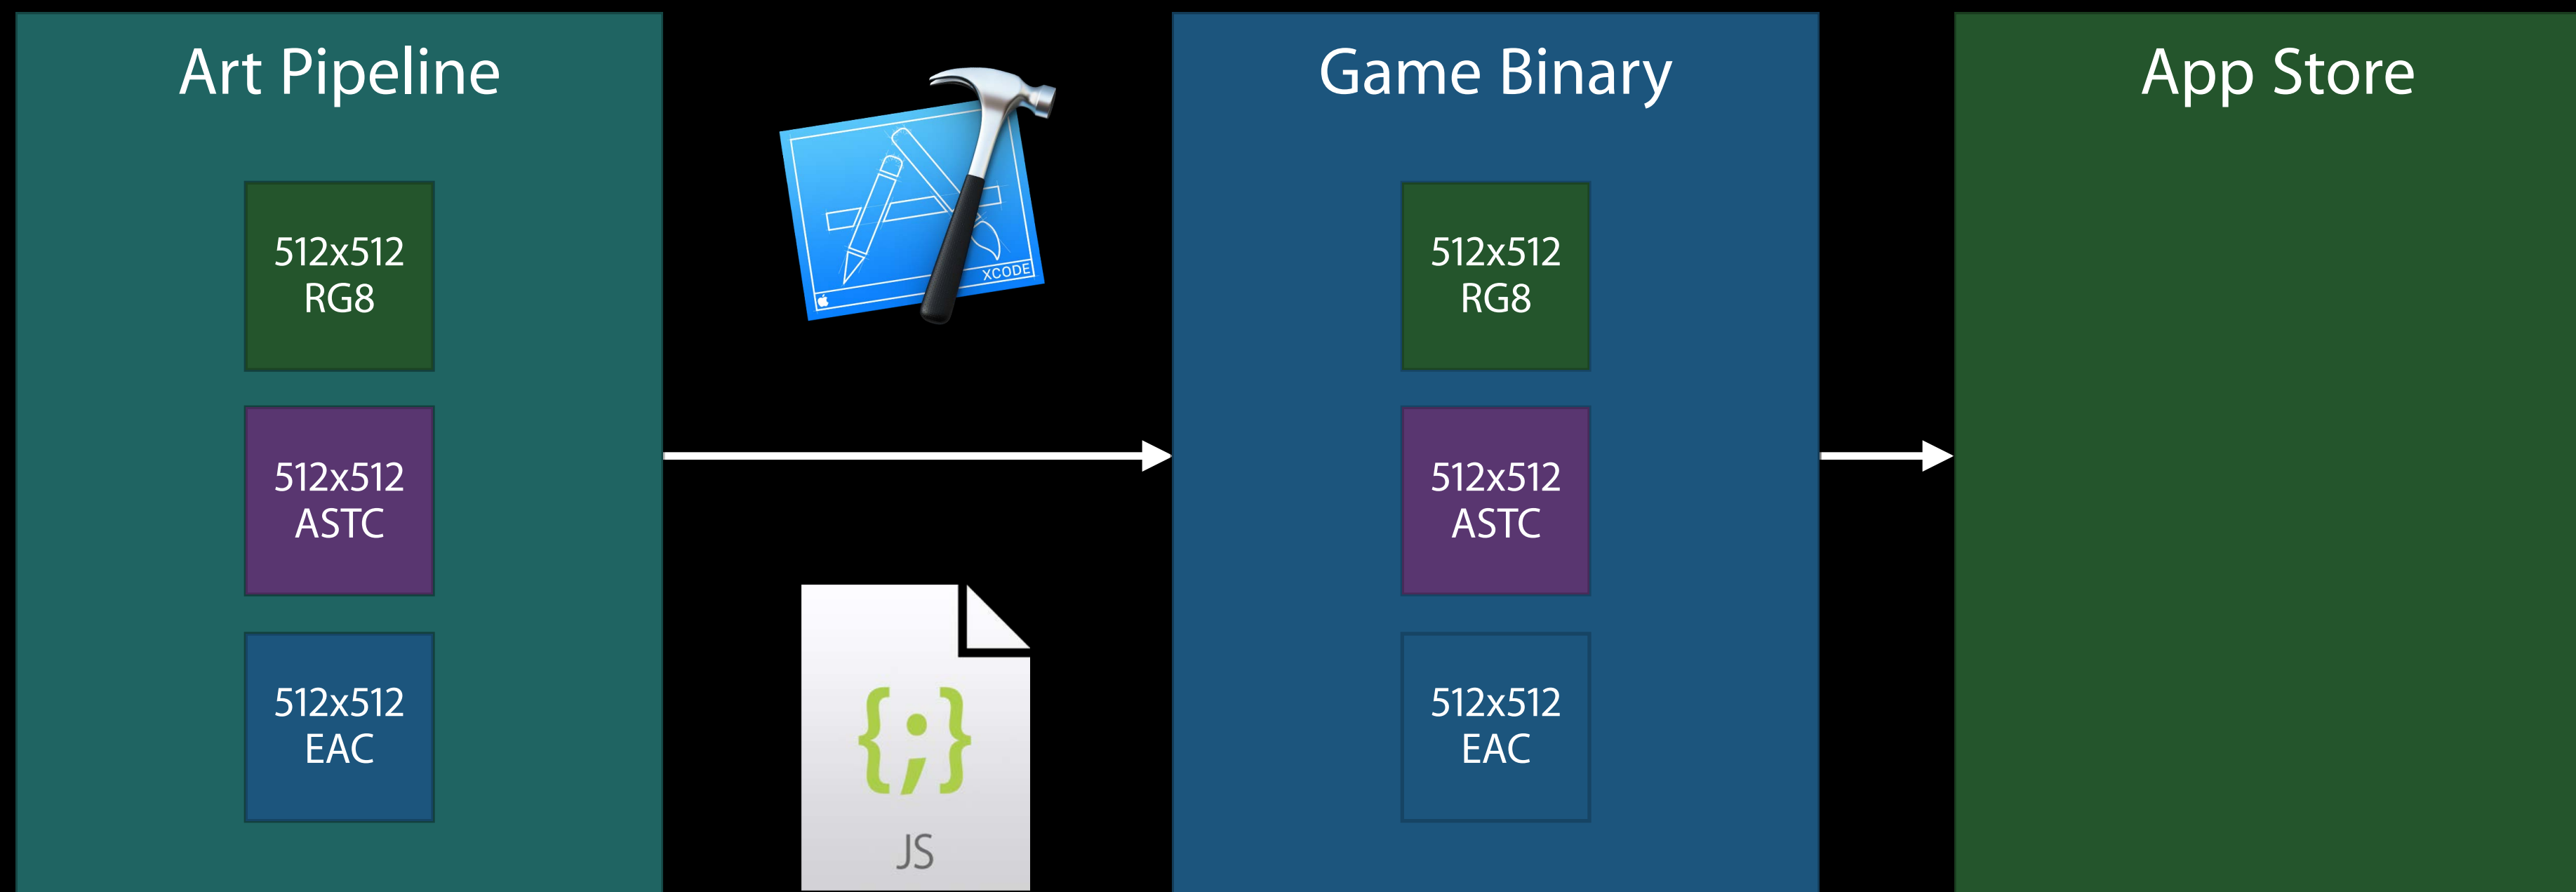 Art Pipeline
512x512
RG8
512x512
ASTC
512x512
EAC
XCODE
{;}
JS
Game Binary
512x512
RG8
512x512
ASTC
512x512
EAC
App Store